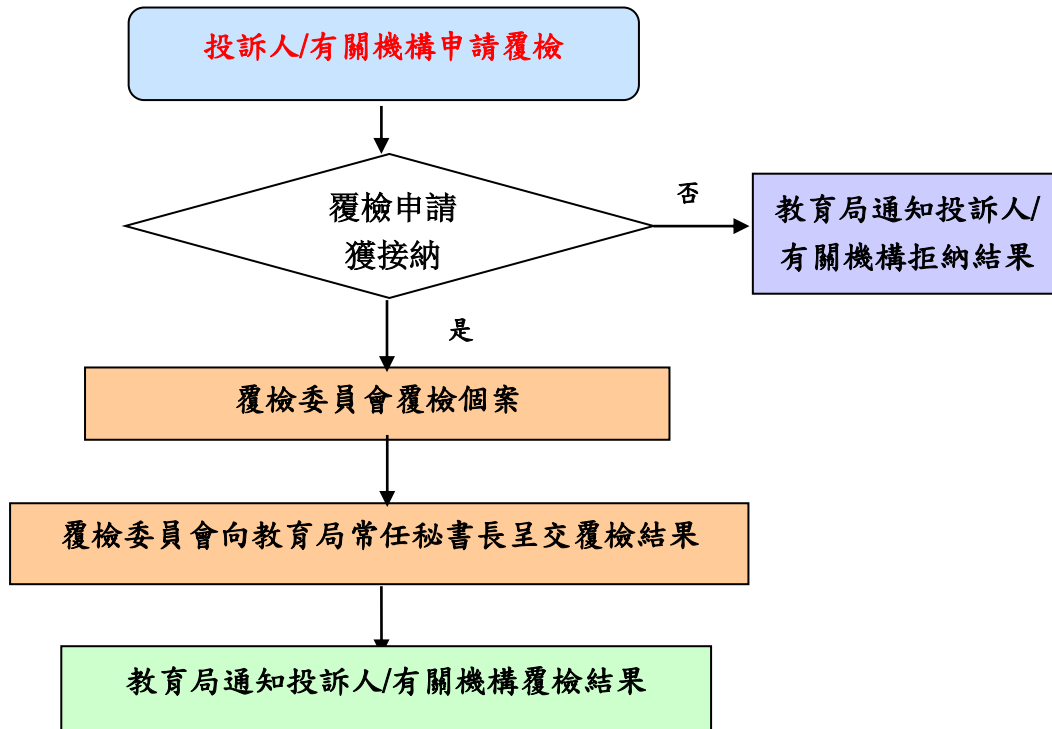 投訴人/有關機構申請覆檢
覆檢申請
獲接納
否
教育局通知投訴人/
有關機構拒納結果
是
覆檢委員會覆檢個案
覆檢委員會向教育局常任秘書長呈交覆檢結果
教育局通知投訴人/有關機構覆檢結果